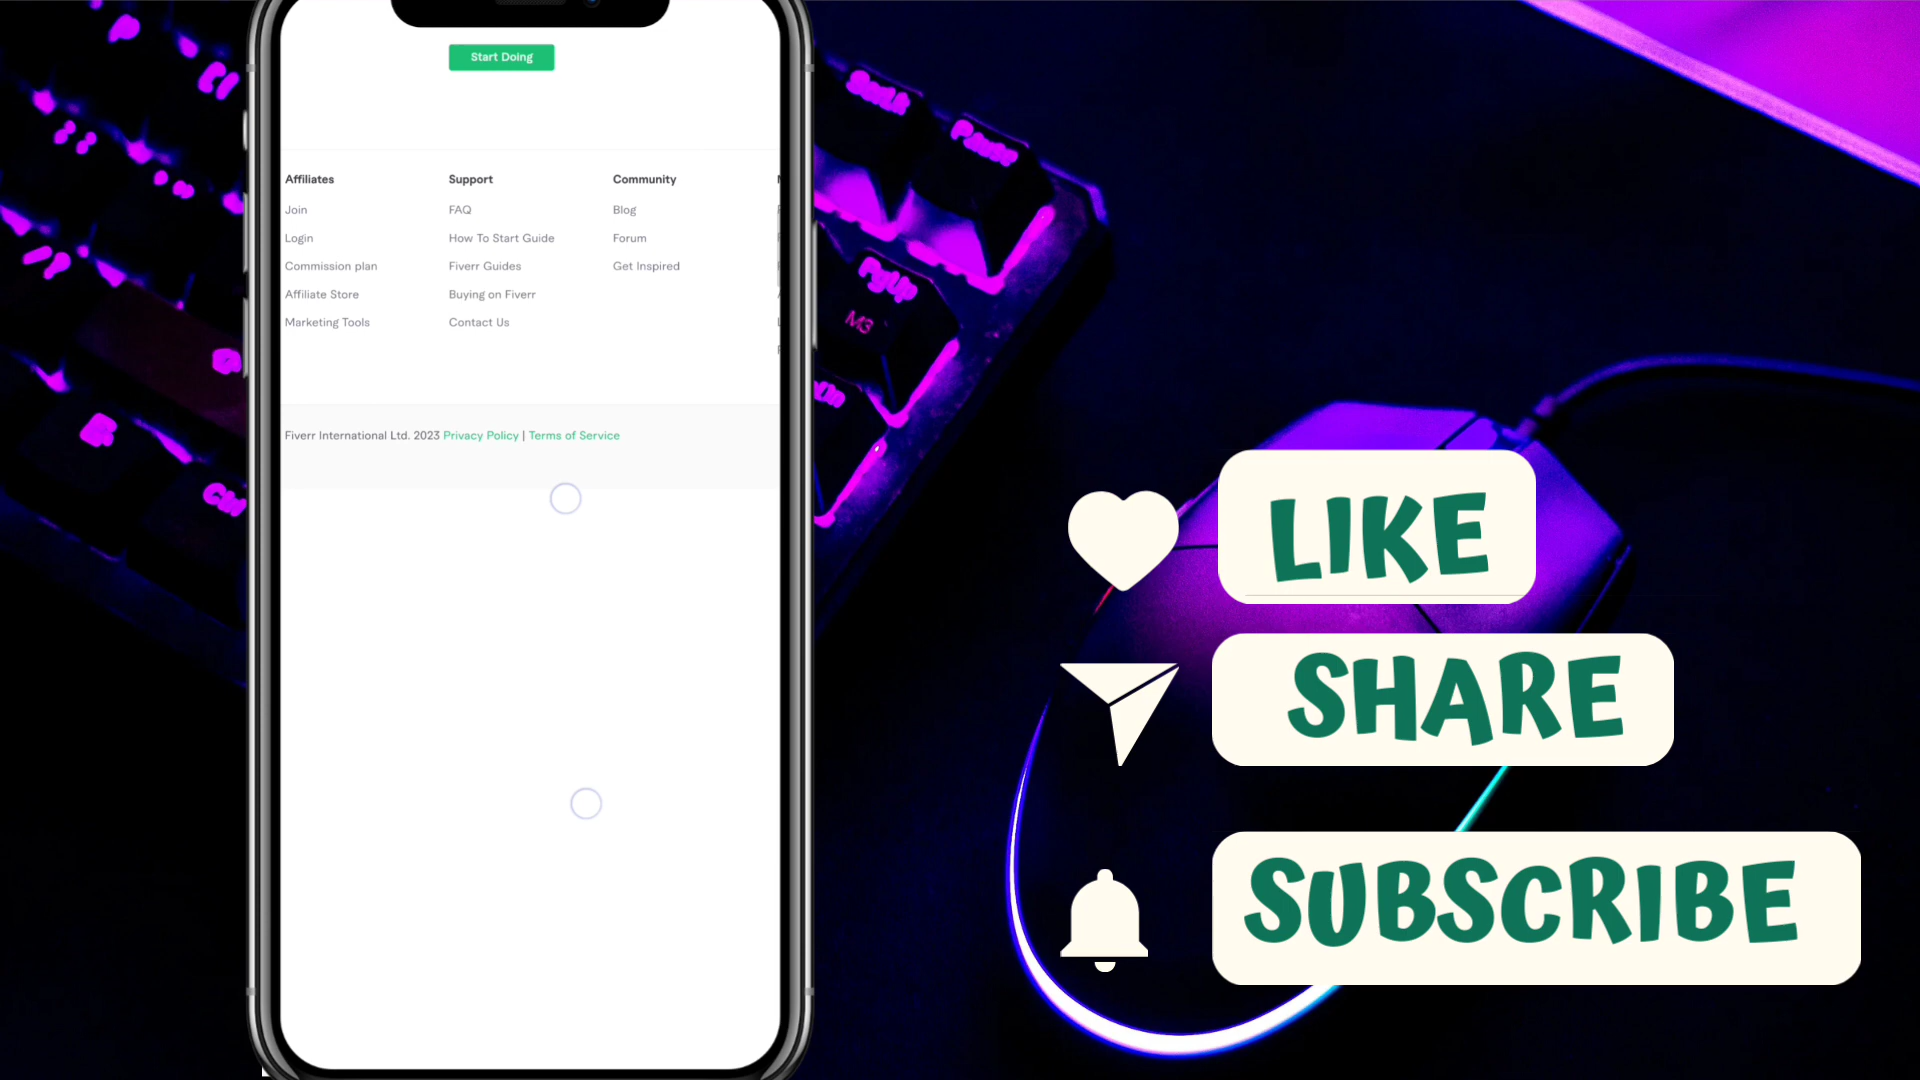 Start Doing
Affiliates
Join
Login
Commission plan
Affiliate Store
Marketing Tools
Support
FAQ
How To Start Guide
Fiverr Guides
Buying on Fiverr
Contact Us
Community
Blog
Forum
Get Inspired
Fiverr International Ltd. 2023 Privacy Policy | Terms of Service
PgUp
M3
LIKE
SHARE
SUBSCRIBE